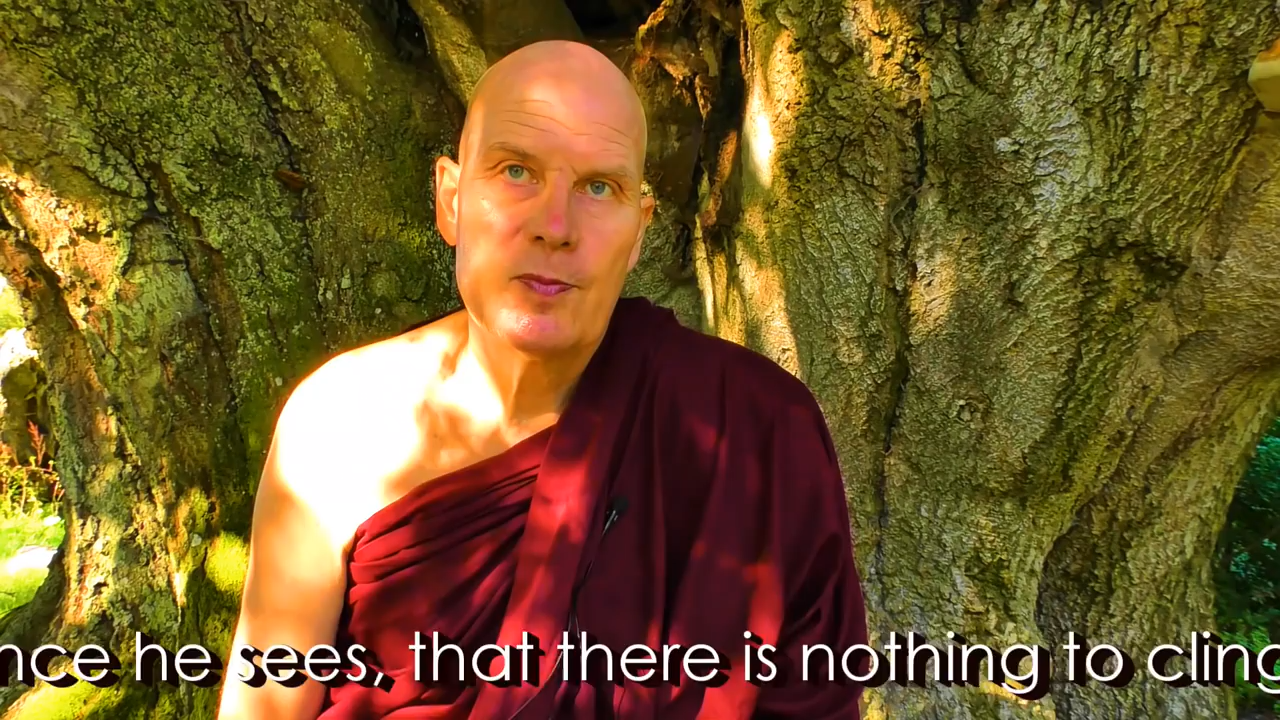 nce he sees, that there is nothing to cling